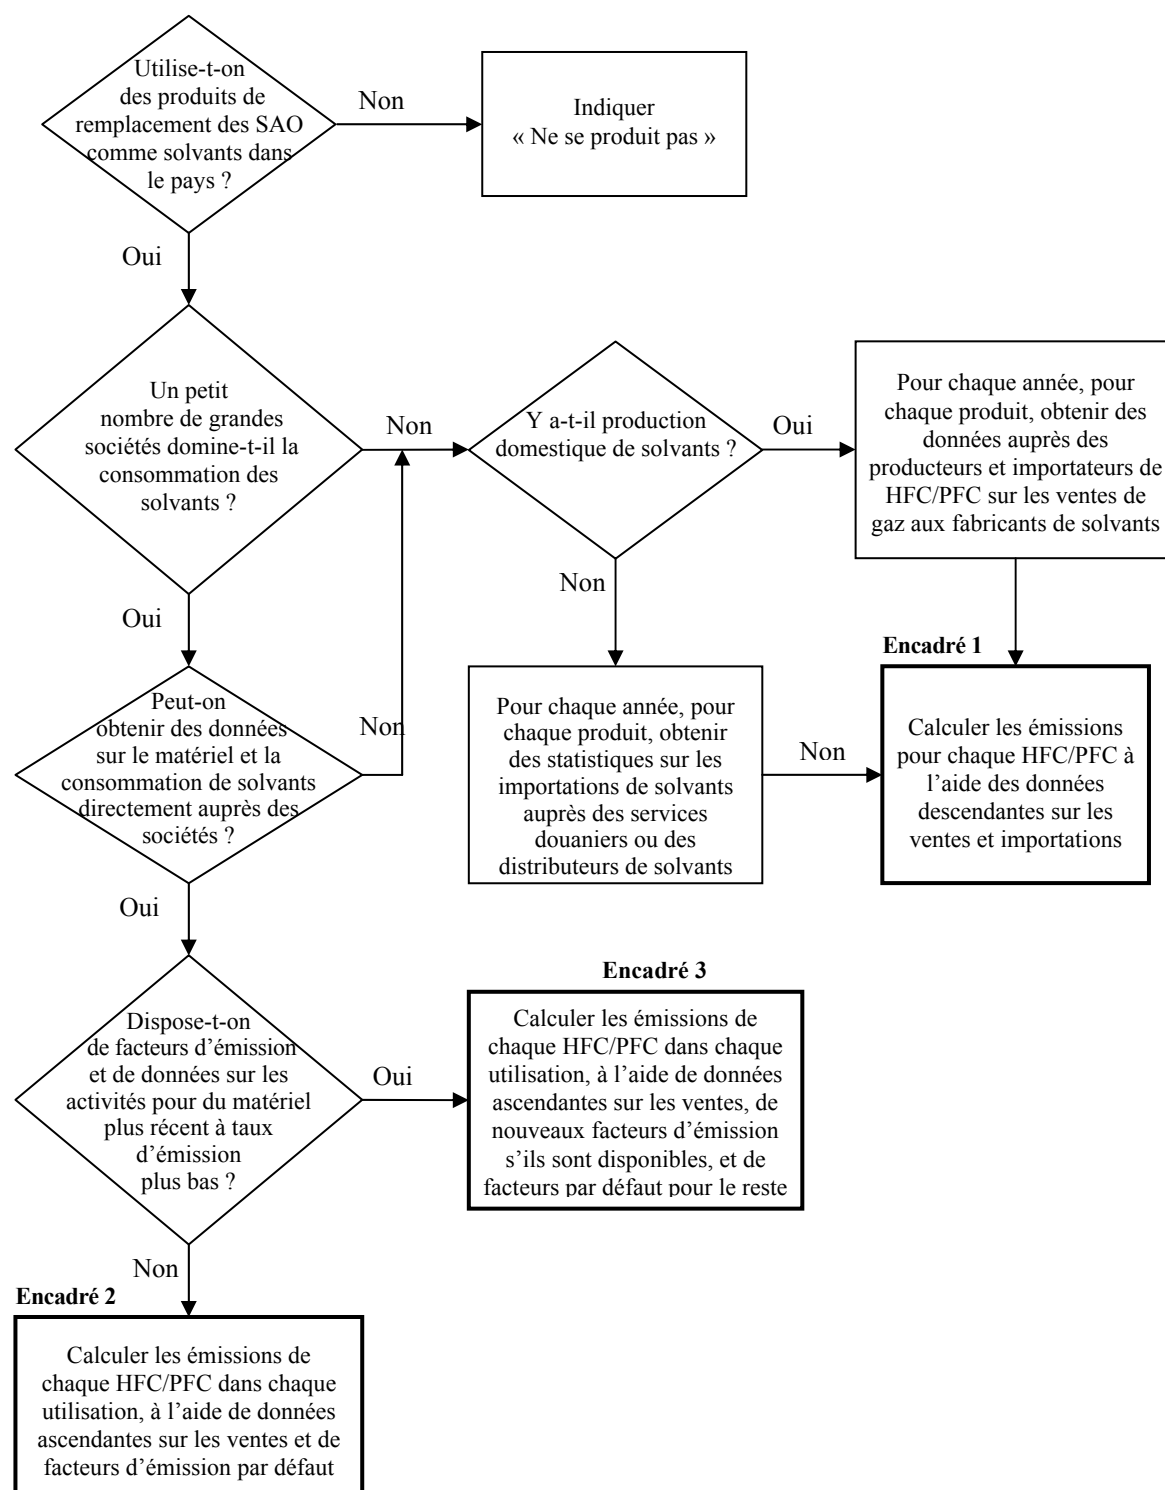 Utilise-t-on
des produits de
remplacement des SAO
comme solvants dans
le pays ?
Non
Indiquer
« Ne se produit pas »
Oui
Un petit
nombre de grandes
sociétés domine-t-il la
consommation des
solvants ?
Non
Y a-t-il production
domestique de solvants ?
Oui
Pour chaque année, pour
chaque produit, obtenir des
données auprès des
producteurs et importateurs de
HFC/PFC sur les ventes de
gaz aux fabricants de solvants
Oui
Non
Encadré 1
Peut-on
obtenir des données
sur le matériel et la
consommation de solvants
directement auprès des
sociétés ?
Non
Pour chaque année, pour
chaque produit, obtenir
des statistiques sur les
importations de solvants
auprès des services
douaniers ou des
distributeurs de solvants
Non
Calculer les émissions
pour chaque HFC/PFC à
l’aide des données
descendantes sur les
ventes et importations
Oui
Dispose-t-on
de facteurs d’émission
et de données sur les
activités pour du matériel
plus récent à taux
d’émission
plus bas ?
Oui
Encadré 3
Calculer les émissions de
chaque HFC/PFC dans chaque
utilisation, à l’aide de données
ascendantes sur les ventes, de
nouveaux facteurs d’émission
s’ils sont disponibles, et de
facteurs par défaut pour le reste
Non
Encadré 2
Calculer les émissions de
chaque HFC/PFC dans chaque
utilisation, à l’aide de données
ascendantes sur les ventes et de
facteurs d’émission par défaut